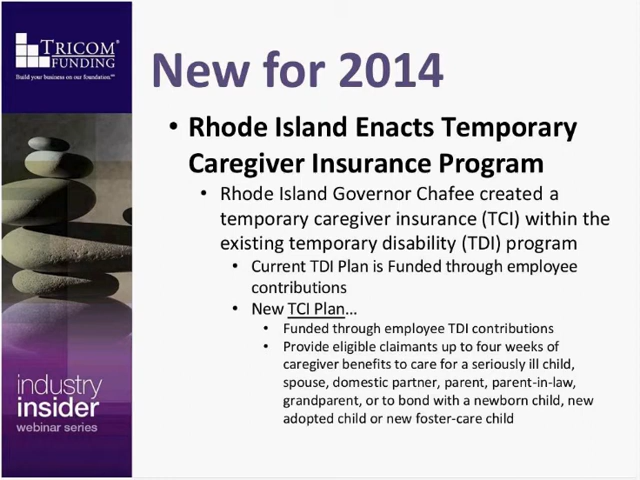 TRICOM®
FUNDING
Build your business on our foundation.℠
New for 2014
• Rhode Island Enacts Temporary
Caregiver Insurance Program
• Rhode Island Governor Chafee created a
temporary caregiver insurance (TCI) within the
existing temporary disability (TDI) program
• Current TDI Plan is Funded through employee
contributions
• New TCI Plan…
• Funded through employee TDI contributions
• Provide eligible claimants up to four weeks of
caregiver benefits to care for a seriously ill child,
spouse, domestic partner, parent, parent-in-law,
grandparent, or to bond with a newborn child, new
adopted child or new foster-care child
industry
insider
webinar series